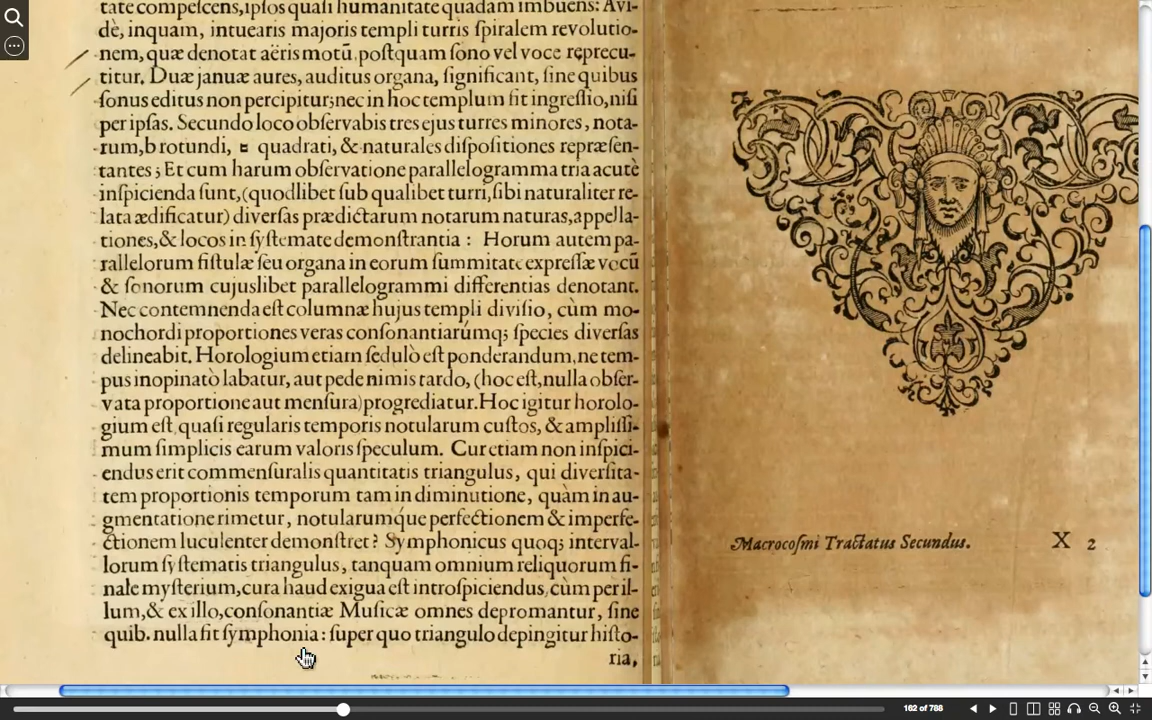 tate compeſcens,ipſos quaſi humanitate quadam imbuens: Avi-
dè, inquam, intuearis majoris templi turris ſpiralem revolutio-
nem, quæ denotat aëris motũ, poſtquam ſono vel voce reprecu-
titur. Duæ januæ aures, auditus organa, ſignificant, ſine quibus
ſonus editus non percipitur;nec in hoc templum fit ingreſſio,niſi
per ipſas. Secundo loco obſervabis tres ejus turres minores, nota-
rum,b rotundi, quadrati, & naturales diſpoſitiones repræſen-
tantes; Et cum harum obſervatione parallelogramma tria acutè
inſpicienda ſunt,(quodlibet ſub qualibet turri,ſibi naturaliter re-
lata ædificatur) diverſas prædictarum notarum naturas,appella-
tiones,& locos in ſyſtemate demonſtrantia : Horum autem pa-
rallelorum fiſtulæ ſeu organa in eorum ſummitate expreſſæ vocũ
& ſonorum cujuslibet parallelogrammi differentias denotant.
Nec contemnenda eſt columnæ hujus templi diviſio, cùm mo-
nochordi proportiones veras conſonantiarúmq; ſpecies diverſas
delineabit. Horologium etiam ſedulò eſt ponderandum,ne tem-
pus inopinatò labatur, aut pede nimis tardo, (hoc eſt,nulla obſer-
vata proportione aut menſura)progrediatur.Hoc igitur horolo-
gium eſt quaſi regularis temporis notularum cuſtos, & ampliſſi-
mum ſimplicis earum valoris ſpeculum. Cur etiam non inſpici-
endus erit commenſuralis quantitatis triangulus, qui diverſita-
tem proportionis temporum tam in diminutione, quàm in au-
gmentatione rimetur, notularumq́ue perfectionem & imperfe-
ctionem luculenter demonſtret? Symphonicus quoq; interval-
lorum ſyſtematis triangulus, tanquam omnium reliquorum fi-
nale myſterium,cura haud exigua eſt introſpiciendus,cùm per il-
lum,& ex illo,conſonantiæ Muſicæ omnes depromantur, ſine
quib. nulla fit ſymphonia: ſuper quo triangulo depingitur hiſto-
ria,
Macrocoſmi Tractatus Secundus. X 2
162 of 788